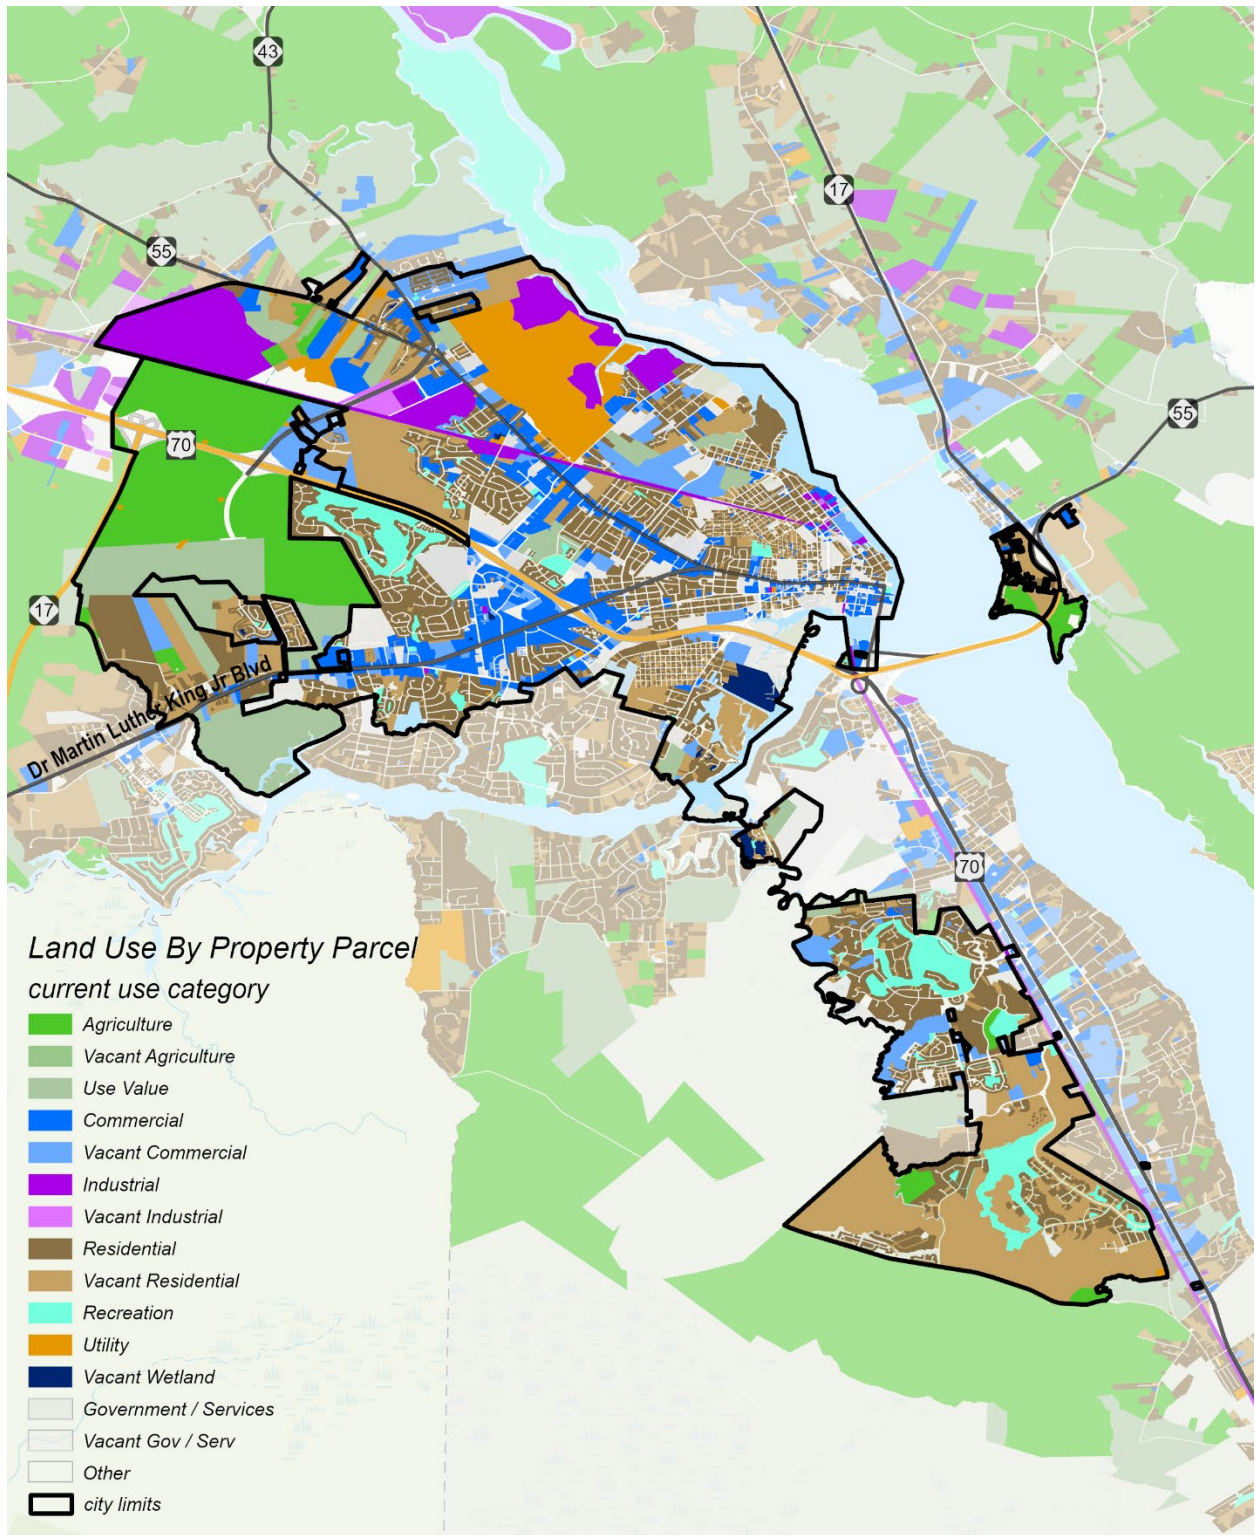 43
17
55
55
70
17
Dr Martin Luther King Jr Blvd
70
Land Use By Property Parcel
current use category
Agriculture
Vacant Agriculture
Use Value
Commercial
Vacant Commercial
Industrial
Vacant Industrial
Residential
Vacant Residential
Recreation
Utility
Vacant Wetland
Government / Services
Vacant Gov / Serv
Other
city limits